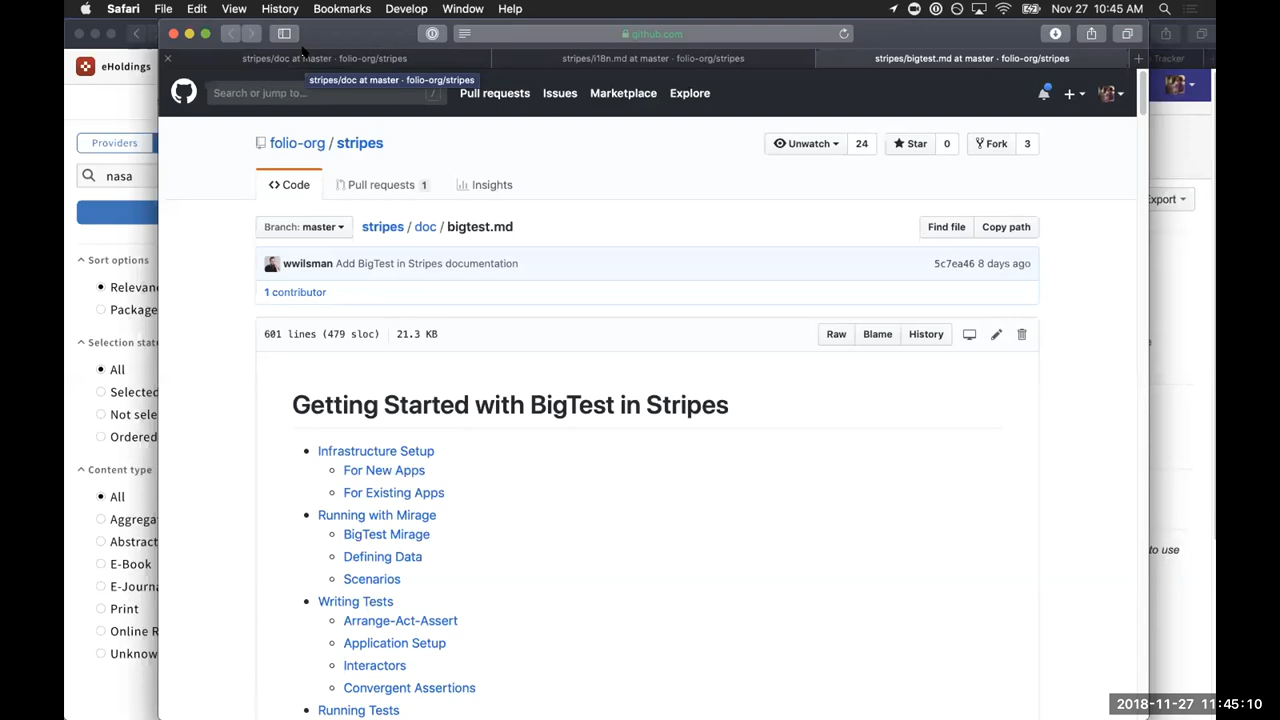 Safari File Edit View History Bookmarks Develop Window Help Nov 27 10:45 AM
github.com
stripes/doc at master · folio-org/stripes
stripes/i18n.md at master · folio-org/stripes
stripes/bigtest.md at master · folio-org/stripes
Tracker
stripes/doc at master · folio-org/stripes
eHoldings
Search or jump to... /
Pull requests Issues Marketplace Explore
folio-org / stripes
Unwatch 24 Star 0 Fork 3
Providers
nasa
Code Pull requests 1 Insights
Export
Branch: master stripes / doc / bigtest.md Find file Copy path
wwilsman Add BigTest in Stripes documentation 5c7ea46 8 days ago
1 contributor
601 lines (479 sloc) 21.3 KB Raw Blame History
Sort options
Relevan
Package
Selection stat
All
Selected
Not sele
Ordered
Content type
All
Aggrega
Abstract
E-Book
E-Journa
Print
Online R
Unknow
Getting Started with BigTest in Stripes
Infrastructure Setup
For New Apps
For Existing Apps
Running with Mirage
BigTest Mirage
Defining Data
Scenarios
Writing Tests
Arrange-Act-Assert
Application Setup
Interactors
Convergent Assertions
Running Tests
to use
2018-11-27 11:45:10